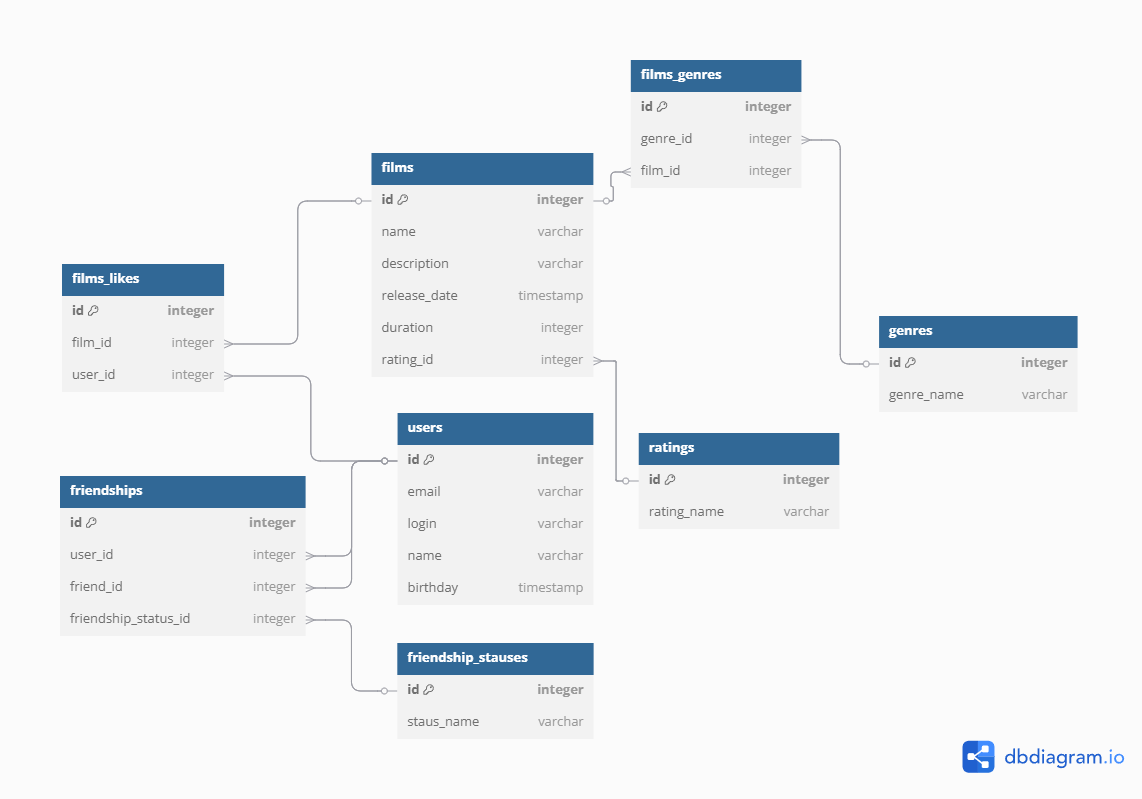 films_genres
id integer
genre_id integer
film_id integer
films
id integer
name varchar
description varchar
release_date timestamp
duration integer
rating_id integer
films_likes
id integer
film_id integer
user_id integer
genres
id integer
genre_name varchar
users
id integer
email varchar
login varchar
name varchar
birthday timestamp
ratings
id integer
rating_name varchar
friendships
id integer
user_id integer
friend_id integer
friendship_status_id integer
friendship_stauses
id integer
staus_name varchar
dbdiagram.io